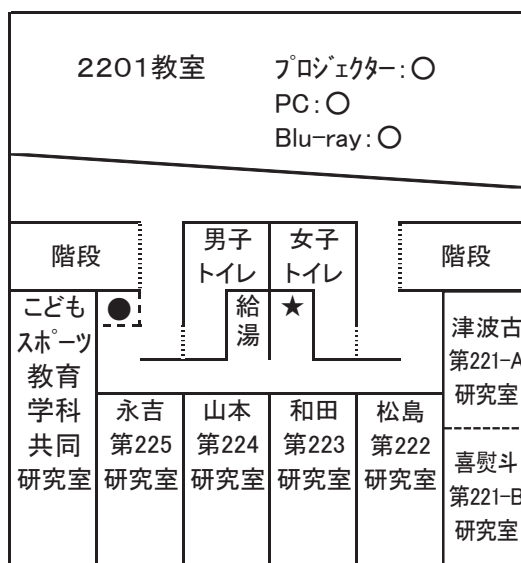 2201教室
プロジェクター:○
PC:○
Blu-ray:○
階段
男子
トイレ
女子
トイレ
階段
こども
スポーツ
教育
学科
共同
研究室
●
給
湯
★
津波古
第221-A
研究室
永吉
第225
研究室
山本
第224
研究室
和田
第223
研究室
松島
第222
研究室
喜熨斗
第221-B
研究室